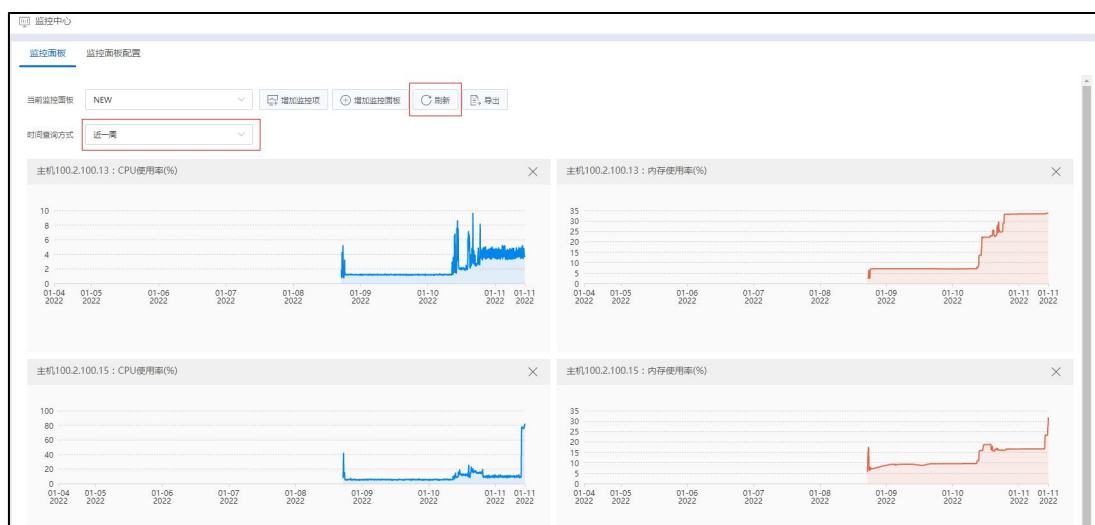 监控中心
监控面板 监控面板配置
当前监控面板 NEW 增加监控项 增加监控面板 刷新 导出
时间查询方式 近一周
主机100.2.100.13：CPU使用率(%)
10
8
6
4
2
0
01-04 2022 01-05 2022 01-06 2022 01-07 2022 01-08 2022 01-09 2022 01-10 2022 01-11 2022 01-11 2022
主机100.2.100.13：内存使用率(%)
35
30
25
20
15
10
5
0
01-04 2022 01-05 2022 01-06 2022 01-07 2022 01-08 2022 01-09 2022 01-10 2022 01-11 2022 01-11 2022
主机100.2.100.15：CPU使用率(%)
100
80
60
40
20
0
01-04 2022 01-05 2022 01-06 2022 01-07 2022 01-08 2022 01-09 2022 01-10 2022 01-11 2022 01-11 2022
主机100.2.100.15：内存使用率(%)
35
30
25
20
15
10
5
0
01-04 2022 01-05 2022 01-06 2022 01-07 2022 01-08 2022 01-09 2022 01-10 2022 01-11 2022 01-11 2022